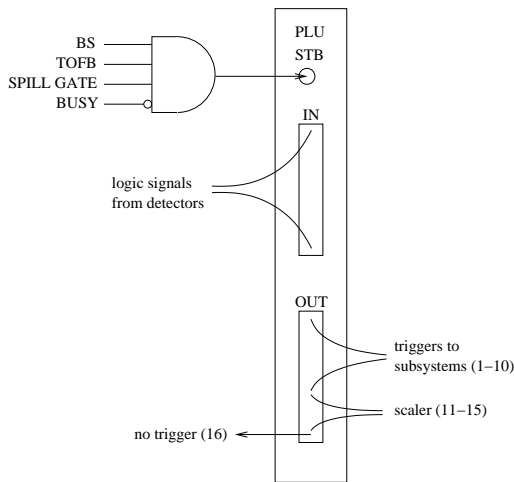 PLU
STB
BS
TOFB
SPILL GATE
BUSY
IN
logic signals
from detectors
OUT
triggers to
subsystems (1–10)
scaler (11–15)
no trigger (16)